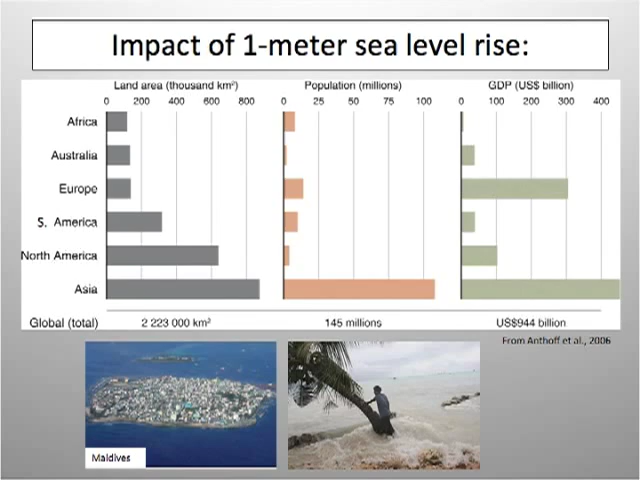 Impact of 1-meter sea level rise:
Land area (thousand km²) Population (millions) GDP (US$ billion)
0 200 400 600 800 0 25 50 75 100 0 100 200 300 400
Africa
Australia
Europe
S. America
North America
Asia
Global (total) 2 223 000 km² 145 millions US$944 billion
From Anthoff et al., 2006
Maldives